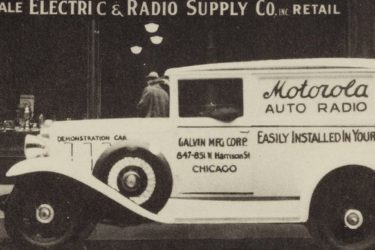 ALE ELECTRIC & RADIO SUPPLY CO. INC RETAIL
Motorola
AUTO RADIO
DEMONSTRATION CAR
GALVIN MFG CORP.
EASILY INSTALLED IN YOUR
847-851 W Harrison St
CHICAGO